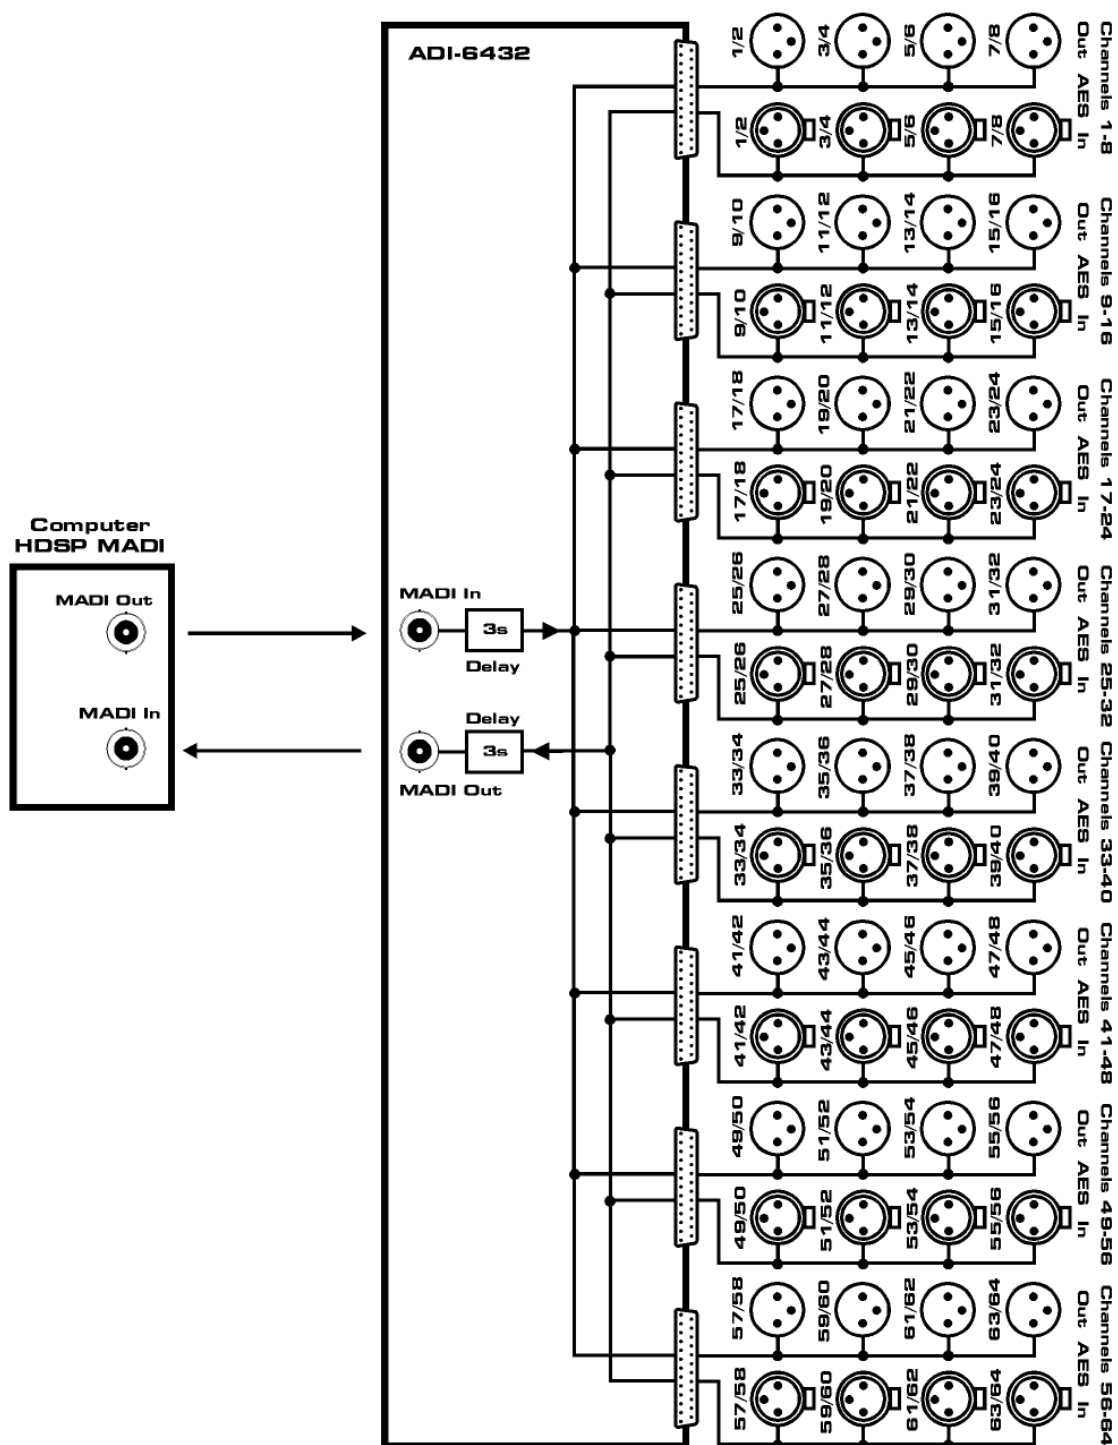 ADI-6432
Computer
HDSP MADI
MADI Out
MADI In
MADI In
3s
Delay
Delay
3s
MADI Out
1/2
3/4
5/6
7/8
1/2
3/4
5/6
7/8
Channels 1-8
Out AES In
9/10
11/12
13/14
15/16
9/10
11/12
13/14
15/16
Channels 9-16
Out AES In
17/18
19/20
21/22
23/24
17/18
19/20
21/22
23/24
Channels 17-24
Out AES In
25/26
27/28
29/30
31/32
25/26
27/28
29/30
31/32
Channels 25-32
Out AES In
33/34
35/36
37/38
39/40
33/34
35/36
37/38
39/40
Channels 33-40
Out AES In
41/42
43/44
45/46
47/48
41/42
43/44
45/46
47/48
Channels 41-48
Out AES In
49/50
51/52
53/54
55/56
49/50
51/52
53/54
55/56
Channels 49-56
Out AES In
57/58
59/60
61/62
63/64
57/58
59/60
61/62
63/64
Channels 56-64
Out AES In